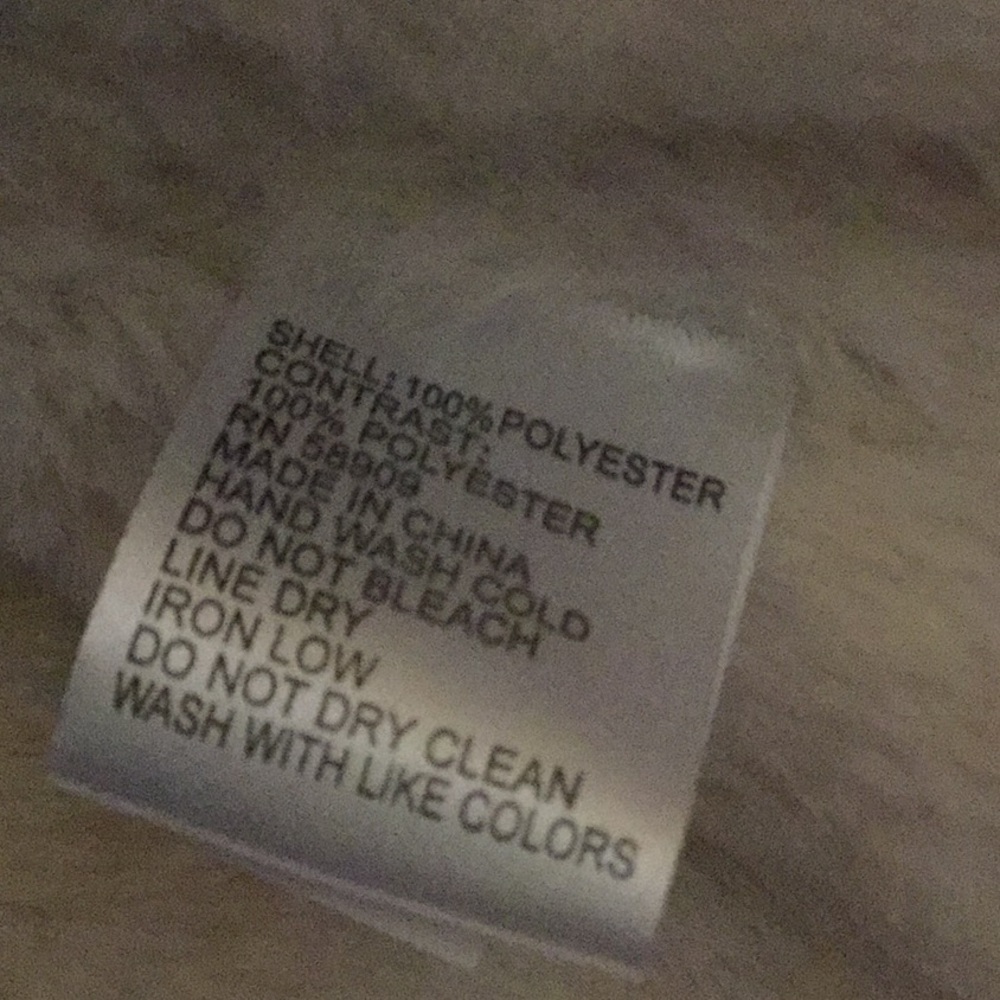 SHELL: 100% POLYESTER
CONTRAST:
100% POLYESTER
RN 58909
MADE IN CHINA
HAND WASH COLD
DO NOT BLEACH
LINE DRY
IRON LOW
DO NOT DRY CLEAN
WASH WITH LIKE COLORS